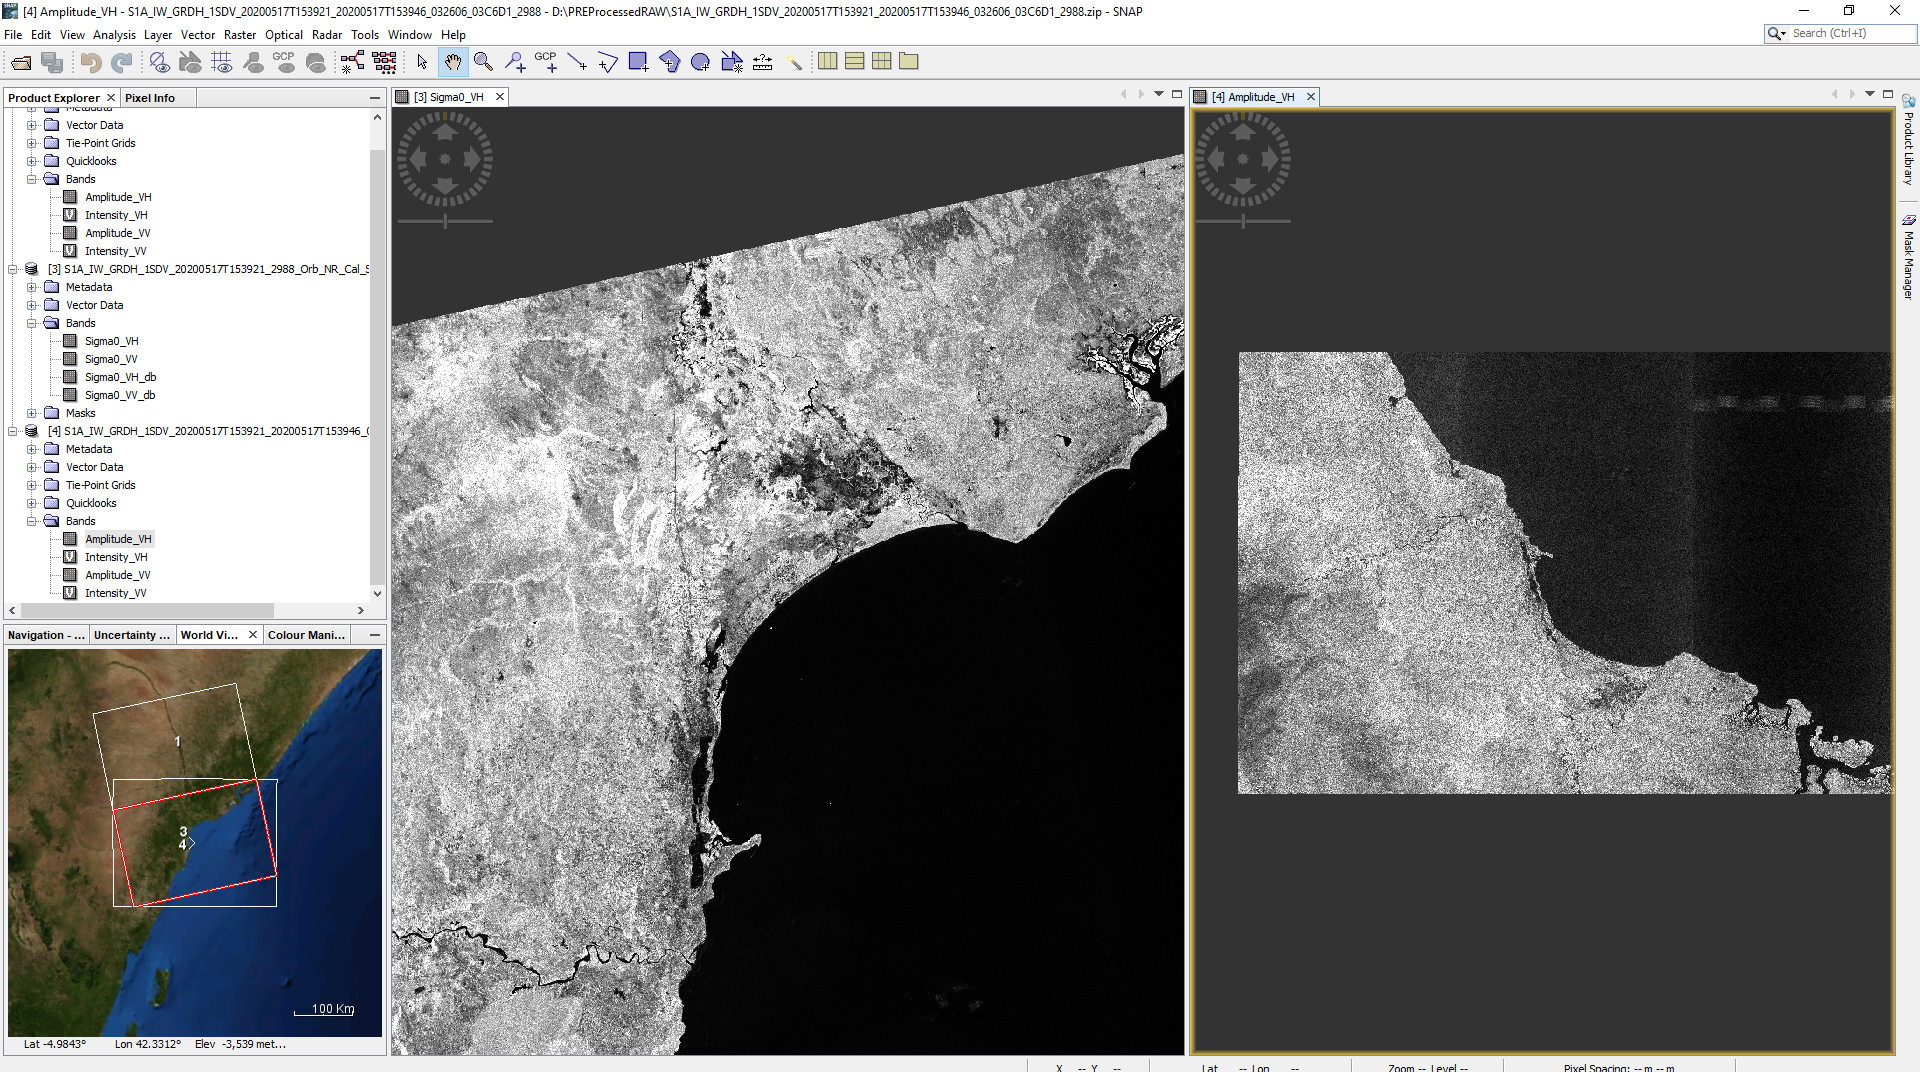 [4] Amplitude_VH - S1A_IW_GRDH_1SDV_20200517T153921_20200517T153946_032606_03C6D1_2988 - D:\PREProcessedRAW\S1A_IW_GRDH_1SDV_20200517T153921_20200517T153946_032606_03C6D1_2988.zip - SNAP
File Edit View Analysis Layer Vector Raster Optical Radar Tools Window Help
Search (Ctrl+I)
GCP GCP
Product Explorer Pixel Info
[3] Sigma0_VH
[4] Amplitude_VH
Product Library
Mask Manager
Metadata
Vector Data
Tie-Point Grids
Quicklooks
Bands
Amplitude_VH
Intensity_VH
Amplitude_VV
Intensity_VV
[3] S1A_IW_GRDH_1SDV_20200517T153921_2988_Orb_NR_Cal_S
Metadata
Vector Data
Bands
Sigma0_VH
Sigma0_VV
Sigma0_VH_db
Sigma0_VV_db
Masks
[4] S1A_IW_GRDH_1SDV_20200517T153921_20200517T153946_0
Metadata
Vector Data
Tie-Point Grids
Quicklooks
Bands
Amplitude_VH
Intensity_VH
Amplitude_VV
Intensity_VV
Navigation - ... Uncertainty ... World Vi... Colour Mani...
1
3
4
100 Km
Lat -4.9843° Lon 42.3312° Elev -3,539 met...
X -- Y -- Lat -- Lon -- Zoom -- Level -- Pixel Spacing: -- m -- m